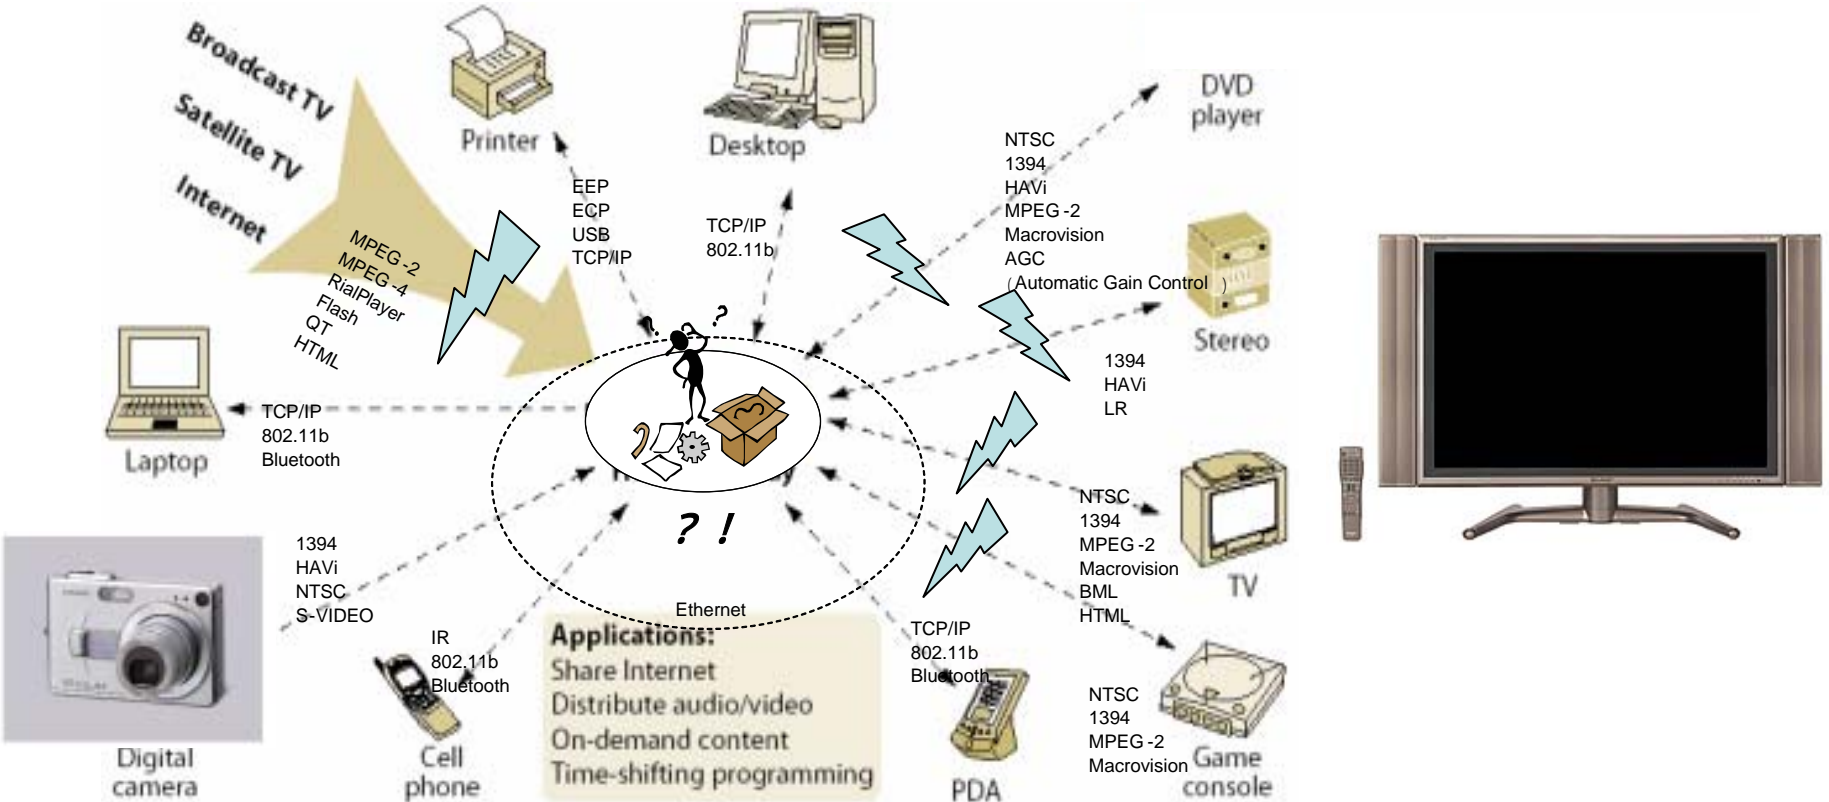 Broadcast TV
Satellite TV
Internet
MPEG-2
MPEG-4
RialPlayer
Flash
QT
HTML
Printer
EEP
ECP
USB
TCP/IP
Desktop
TCP/IP
802.11b
DVD
player
NTSC
1394
HAVi
MPEG-2
Macrovision
AGC
(Automatic Gain Control )
Stereo
1394
HAVi
LR
Laptop
TCP/IP
802.11b
Bluetooth
? !
Ethernet
NTSC
1394
MPEG-2
Macrovision
BML
HTML
TV
1394
HAVi
NTSC
S-VIDEO
Digital
camera
IR
802.11b
Bluetooth
Cell
phone
Applications:
Share Internet
Distribute audio/video
On-demand content
Time-shifting programming
TCP/IP
802.11b
Bluetooth
PDA
NTSC
1394
MPEG-2
Macrovision
Game
console